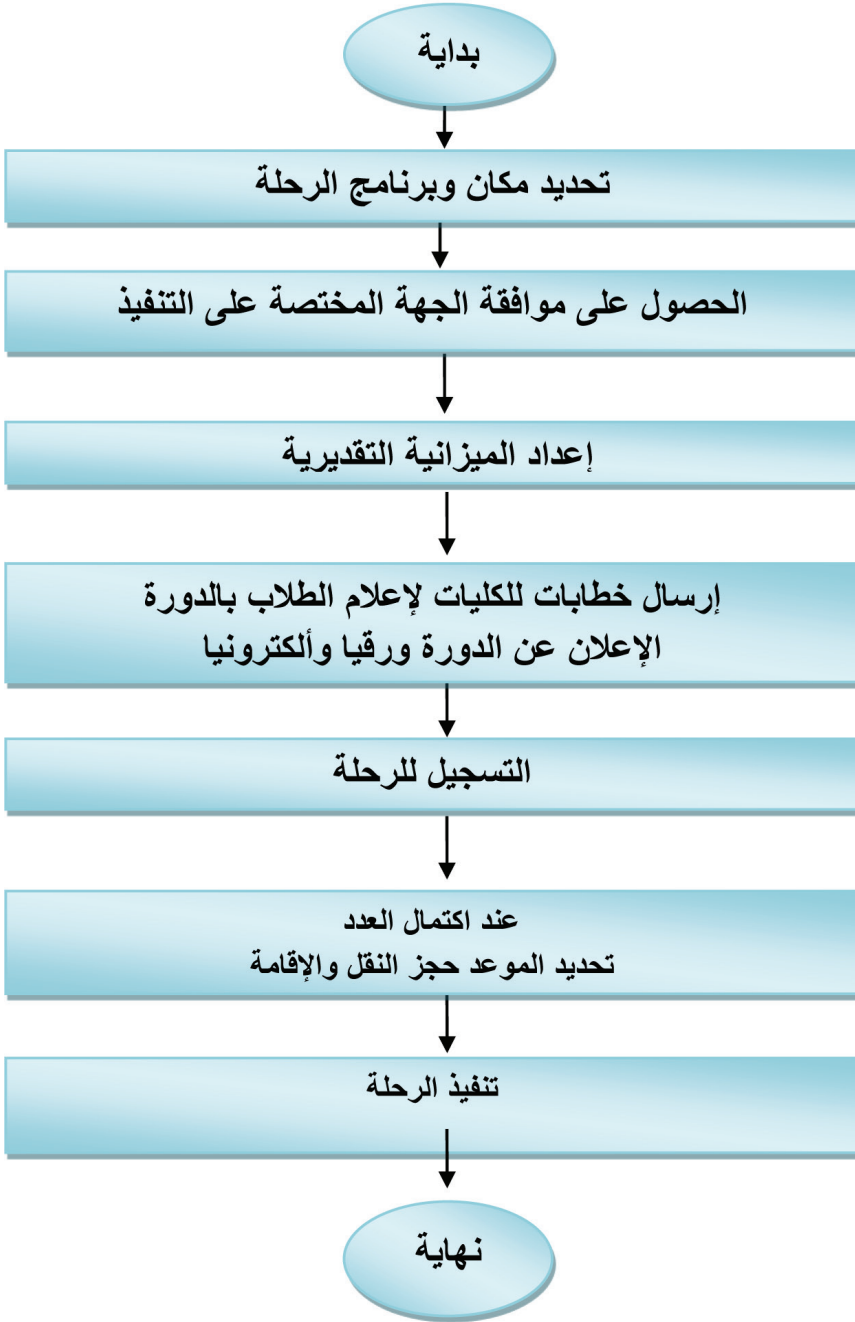 بداية
تحديد مكان وبرنامج الرحلة
الحصول على موافقة الجهة المختصة على التنفيذ
إعداد الميزانية التقديرية
إرسال خطابات للكليات لإعلام الطلاب بالدورة
الإعلان عن الدورة ورقيا وألكترونيا
التسجيل للرحلة
عند اكتمال العدد
تحديد الموعد حجز النقل والإقامة
تنفيذ الرحلة
نهاية